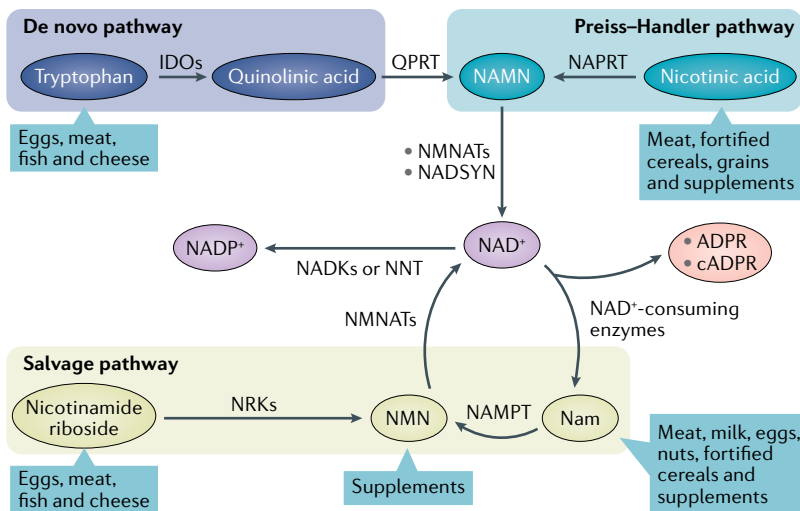 De novo pathway
Preiss–Handler pathway
Tryptophan
IDOs
Quinolinic acid
QPRT
NAMN
NAPRT
Nicotinic acid
Eggs, meat,
fish and cheese
Meat, fortified
cereals, grains
and supplements
• NMNATs
• NADSYN
NADP⁺
NADKs or NNT
NAD⁺
• ADPR
• cADPR
NAD⁺-consuming
enzymes
NMNATs
Salvage pathway
Nicotinamide
riboside
NRKs
NMN
NAMPT
Nam
Eggs, meat,
fish and cheese
Supplements
Meat, milk, eggs,
nuts, fortified
cereals and
supplements